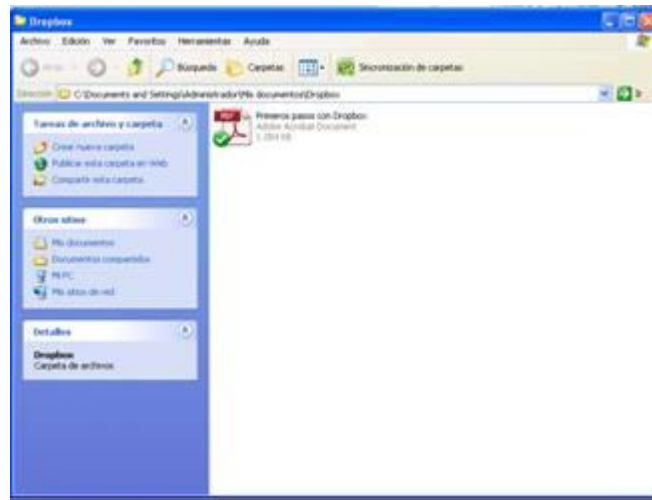 Dropbox
Archivo Edición Ver Favoritos Herramientas Ayuda
Búsqueda Carpetas Sincronización de carpetas
C:\Documents and Settings\Administrador\Mis documentos\Dropbox
Tareas de archivo y carpeta
Crear nueva carpeta
Publicar esta carpeta en Web
Compartir esta carpeta
Otros sitios
Mis documentos
Documentos compartidos
Mi PC
Mis sitios de red
Detalles
Dropbox
Carpeta de archivos
PDF
Primeros pasos con Dropbox
Adobe Acrobat Document